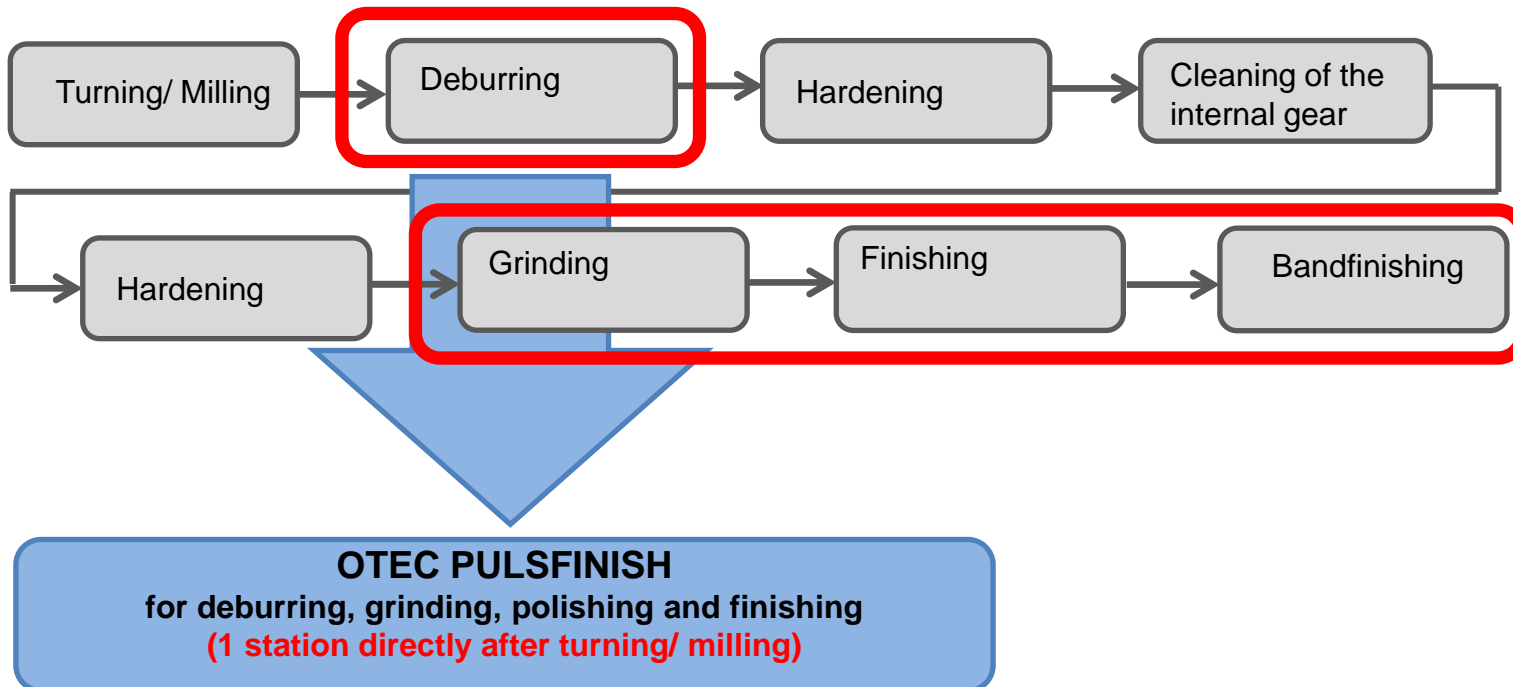 Turning/ Milling
Deburring
Hardening
Cleaning of the
internal gear
Hardening
Grinding
Finishing
Bandfinishing
OTEC PULSFINISH
for deburring, grinding, polishing and finishing
(1 station directly after turning/ milling)